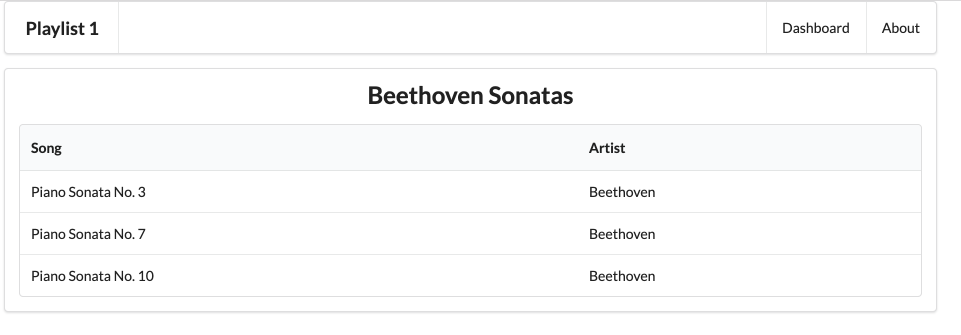 Playlist 1 Dashboard About
Beethoven Sonatas
Song Artist
Piano Sonata No. 3 Beethoven
Piano Sonata No. 7 Beethoven
Piano Sonata No. 10 Beethoven